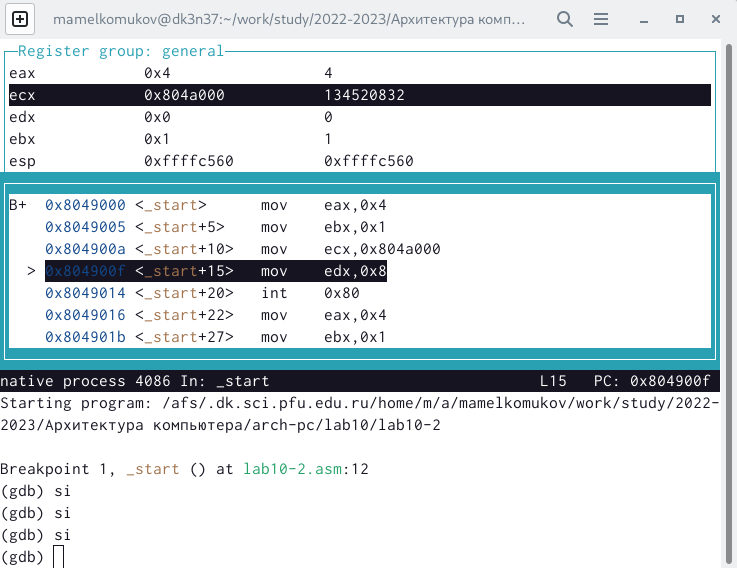 mamelkomukov@dk3n37:~/work/study/2022-2023/Архитектура комп…
Register group: general
eax 0x4 4
ecx 0x804a000 134520832
edx 0x0 0
ebx 0x1 1
esp 0xffffc560 0xffffc560
B+ 0x8049000 <_start> mov eax,0x4
0x8049005 <_start+5> mov ebx,0x1
0x804900a <_start+10> mov ecx,0x804a000
> 0x804900f <_start+15> mov edx,0x8
0x8049014 <_start+20> int 0x80
0x8049016 <_start+22> mov eax,0x4
0x804901b <_start+27> mov ebx,0x1
native process 4086 In: _start L15 PC: 0x804900f
Starting program: /afs/.dk.sci.pfu.edu.ru/home/m/a/mamelkomukov/work/study/2022-
2023/Архитектура компьютера/arch-pc/lab10/lab10-2
Breakpoint 1, _start () at lab10-2.asm:12
(gdb) si
(gdb) si
(gdb) si
(gdb)